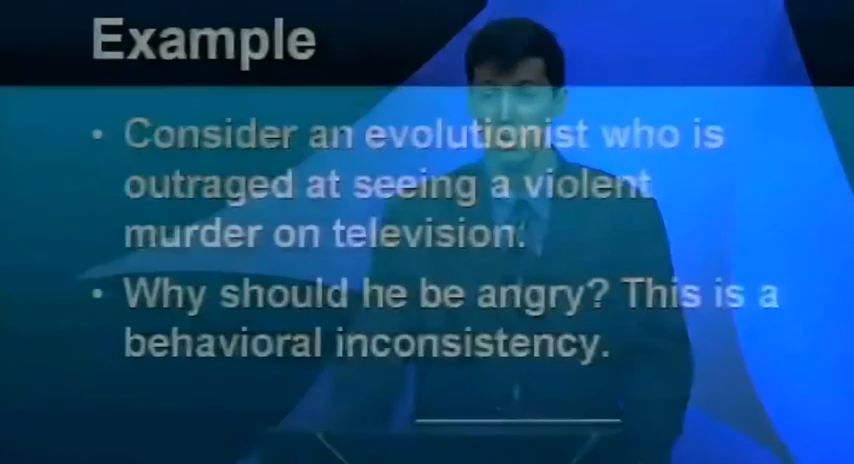 Example
• Consider an evolutionist who is
outraged at seeing a violent
murder on television.
• Why should he be angry? This is a
behavioral inconsistency.